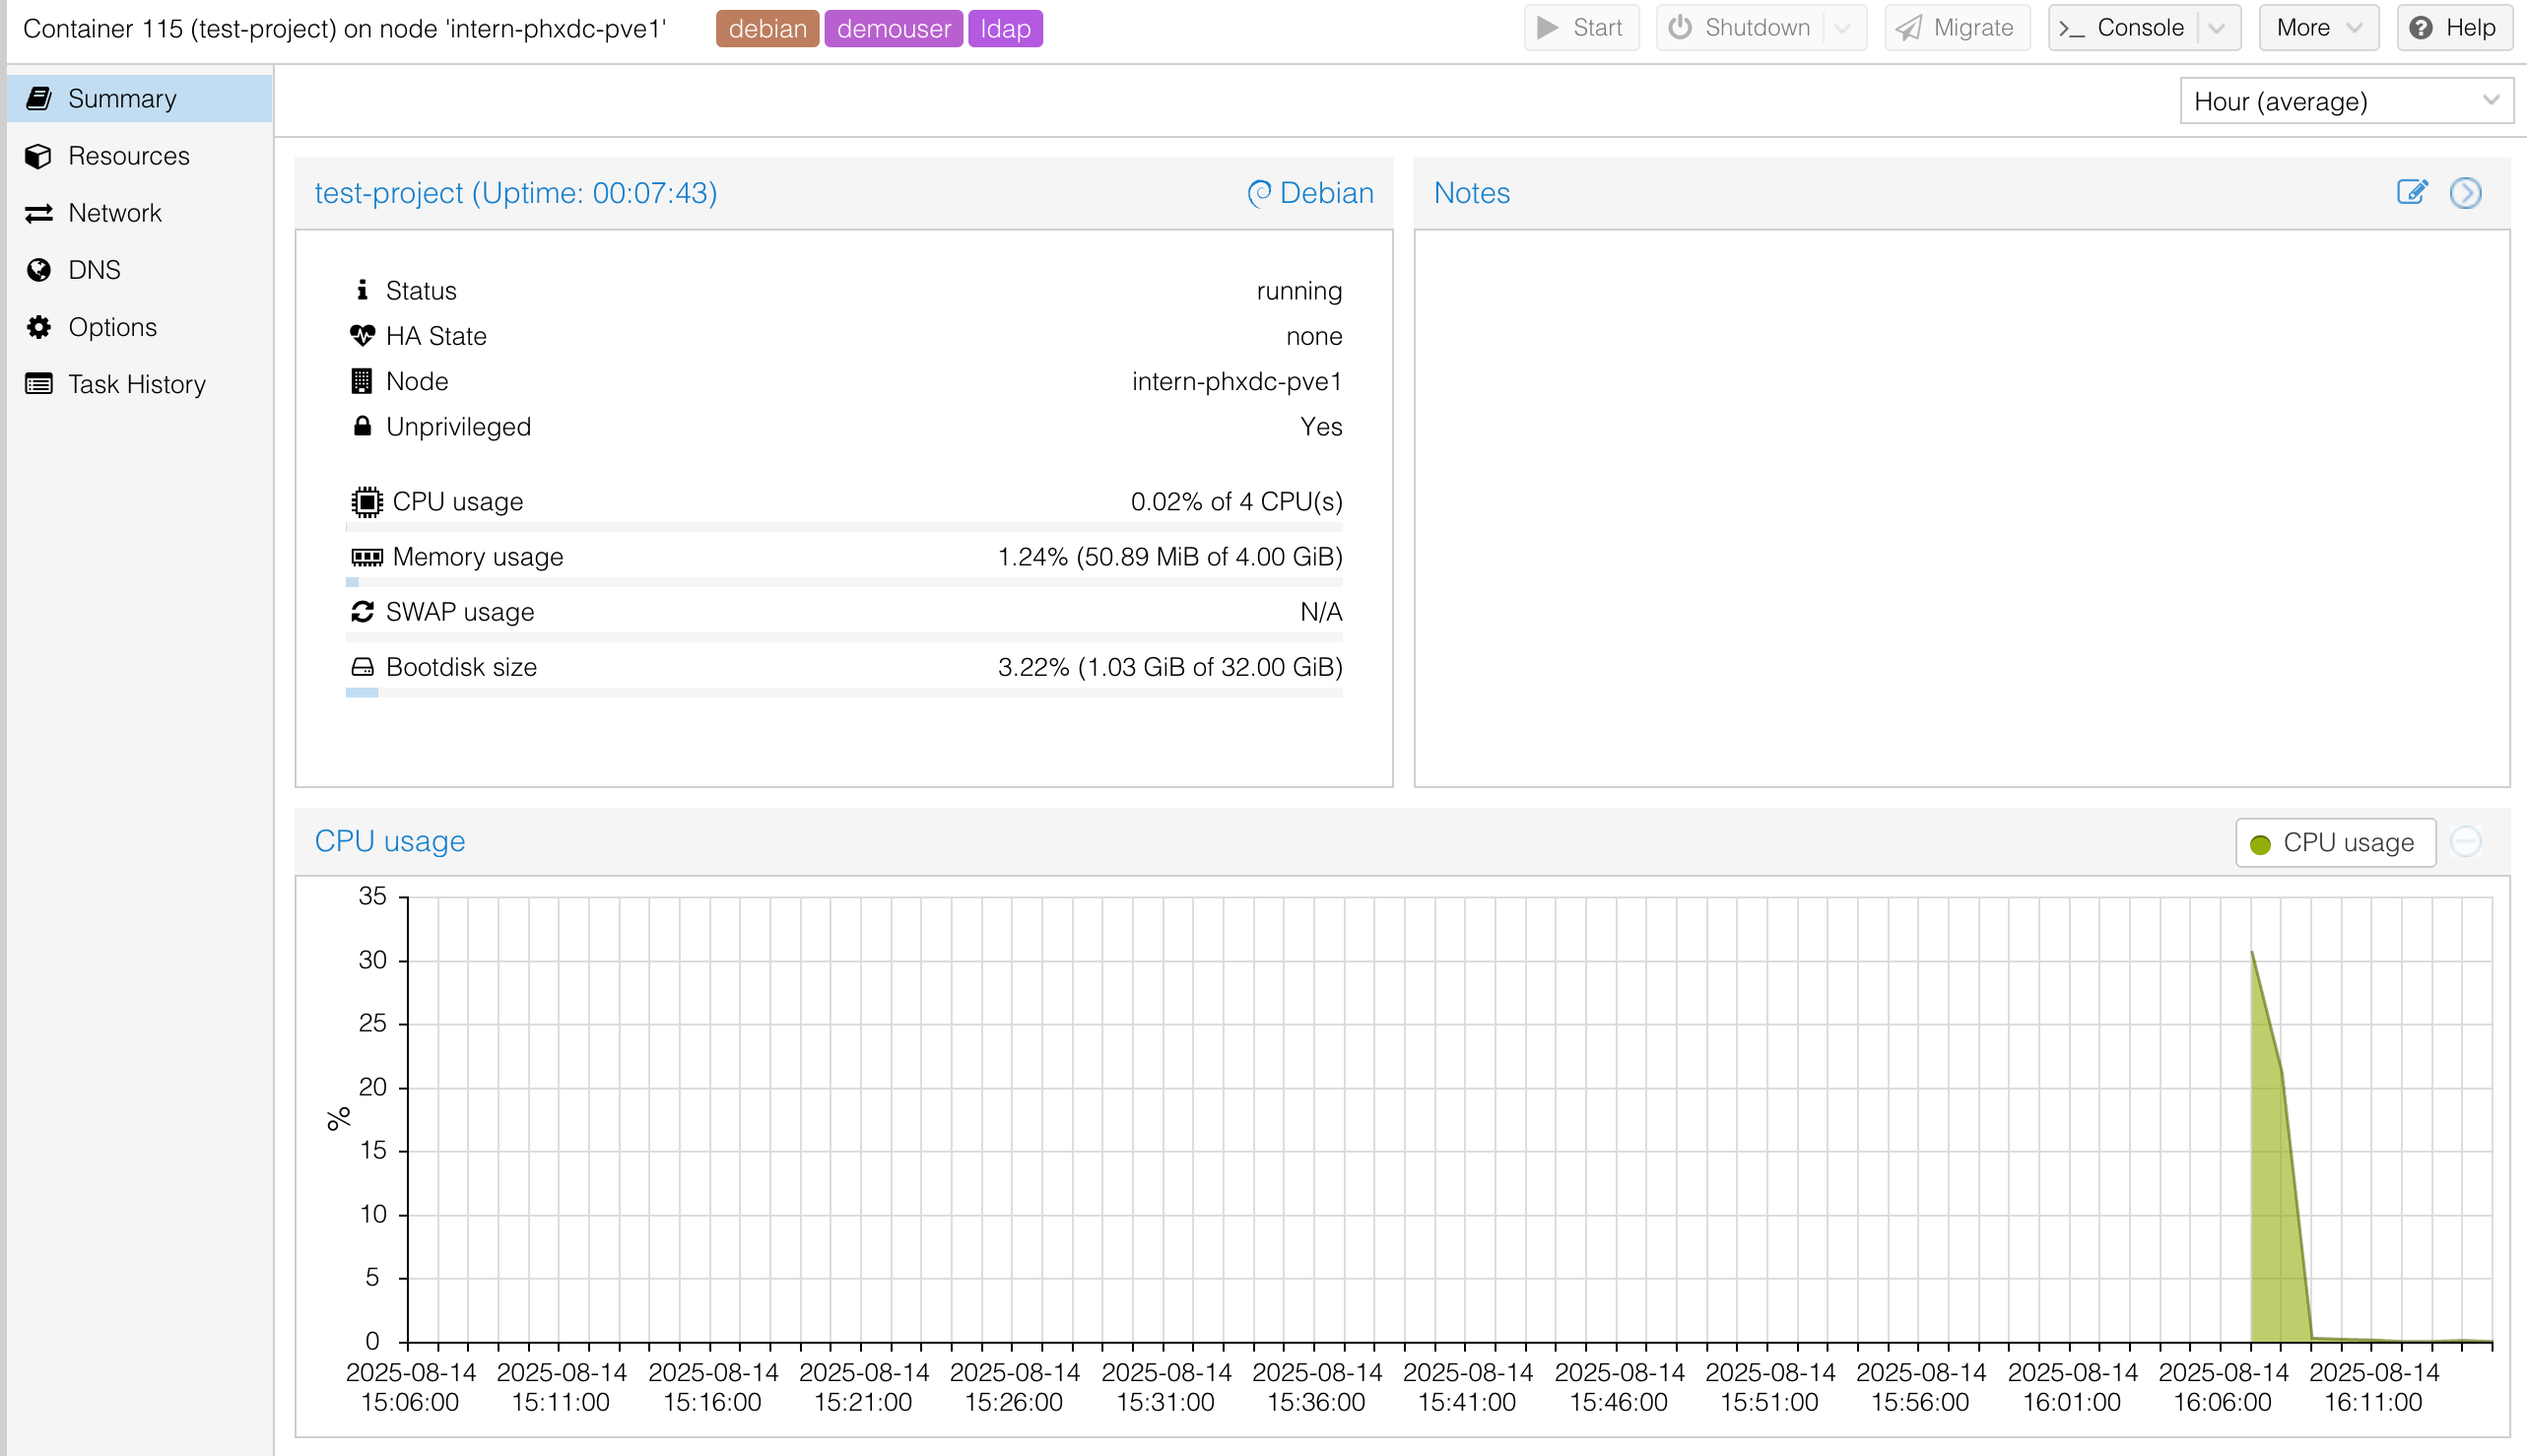 Container 115 (test-project) on node 'intern-phxdc-pve1' debian demouser ldap Start Shutdown Migrate >_ Console More Help
Summary
Resources
Network
DNS
Options
Task History
Hour (average)
test-project (Uptime: 00:07:43) Debian
Status running
HA State none
Node intern-phxdc-pve1
Unprivileged Yes
CPU usage 0.02% of 4 CPU(s)
Memory usage 1.24% (50.89 MiB of 4.00 GiB)
SWAP usage N/A
Bootdisk size 3.22% (1.03 GiB of 32.00 GiB)
Notes
CPU usage CPU usage
35
30
25
20
15
10
5
0
%
2025-08-14 2025-08-14 2025-08-14 2025-08-14 2025-08-14 2025-08-14 2025-08-14 2025-08-14 2025-08-14 2025-08-14 2025-08-14 2025-08-14 2025-08-14 2025-08-14
15:06:00 15:11:00 15:16:00 15:21:00 15:26:00 15:31:00 15:36:00 15:41:00 15:46:00 15:51:00 15:56:00 16:01:00 16:06:00 16:11:00